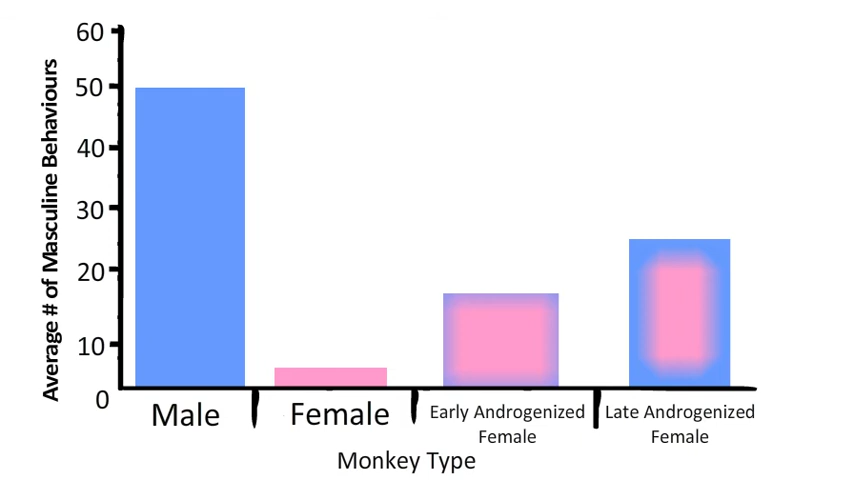 60
50
40
30
20
10
0
Average # of Masculine Behaviours
Male
Female
Early Androgenized
Female
Late Androgenized
Female
Monkey Type